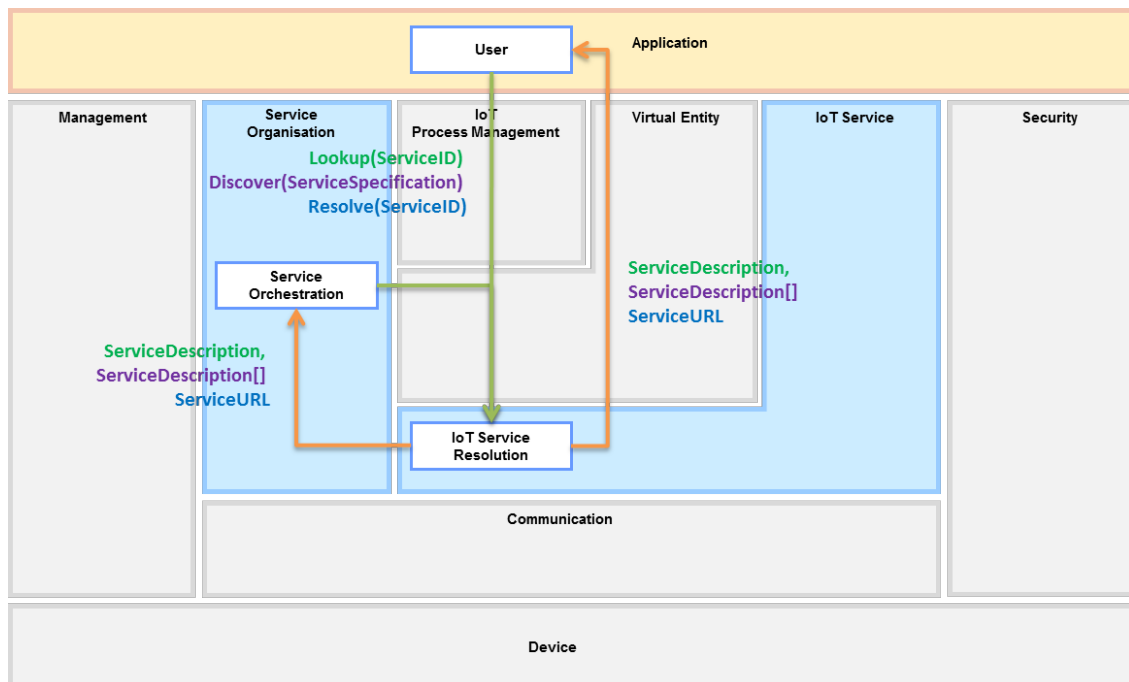 User
Application
Management
Service
Organisation
IoT
Process Management
Virtual Entity
IoT Service
Security
Lookup(ServiceID)
Discover(ServiceSpecification)
Resolve(ServiceID)
Service
Orchestration
ServiceDescription,
ServiceDescription[]
ServiceURL
ServiceDescription,
ServiceDescription[]
ServiceURL
IoT Service
Resolution
Communication
Device